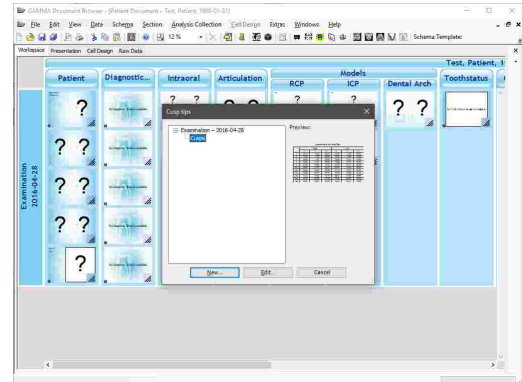 GAMMA Document Browser - [Patient Document - Test, Patient, 1980-01-01]
File Edit View Data Schema Section Analysis Collection Cell Design Extras Windows Help
12 % Schema Template:
Workspace Presentation Cell Design Raw Data
Test, Patient, 1
Patient Diagnostic... Intraoral Articulation Models Toothstatus
RCP ICP Dental Arch
Examination
2016-04-28
? ? ? ? ? ?
? ?
? ?
? ?
?
Cusp tips
Examination - 2016-04-28
Cusps
Preview:
New... Edit... Cancel